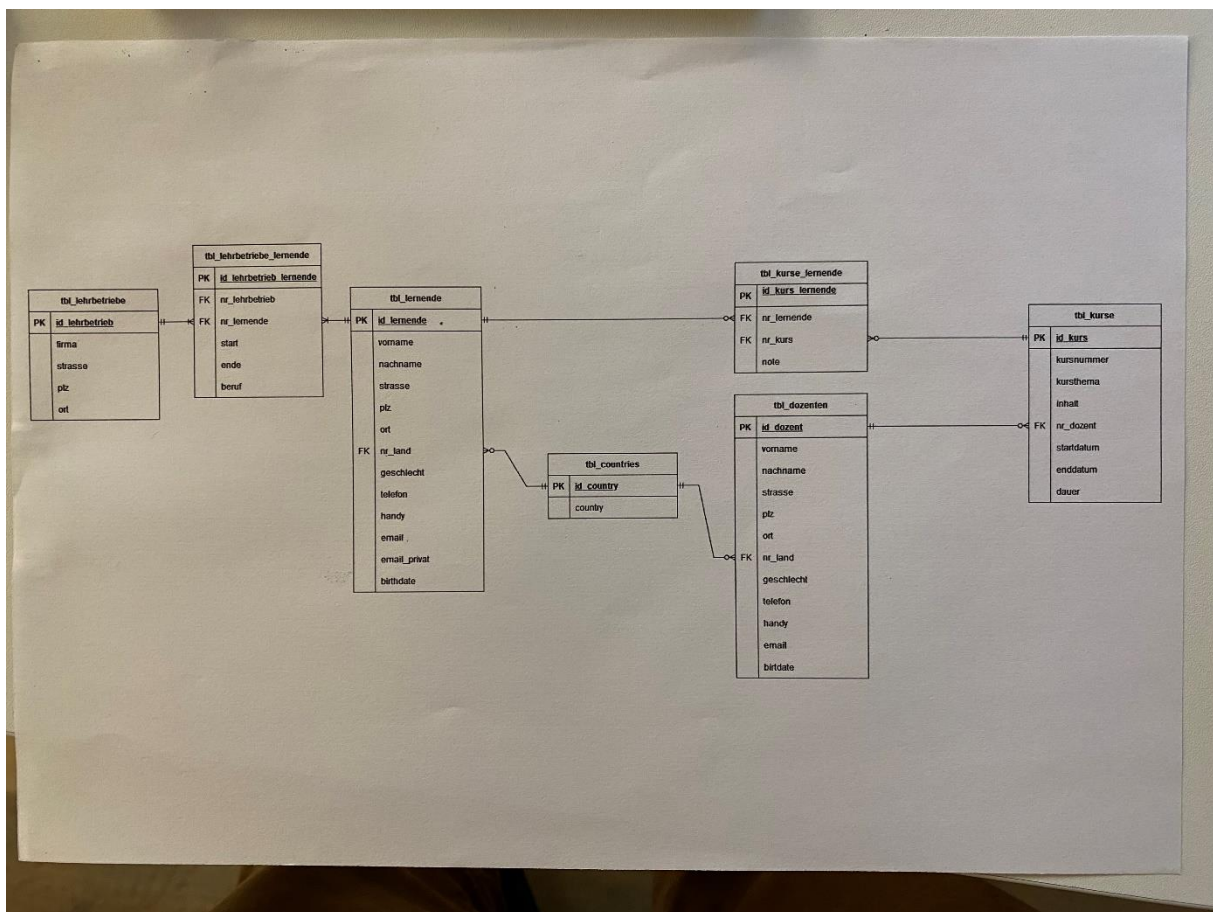 tbl_lehrbetriebe
PK id_lehrbetrieb
firma
strasse
plz
ort
tbl_lehrbetriebe_lernende
PK id_lehrbetrieb_lernende
FK nr_lehrbetrieb
FK nr_lernende
start
ende
beruf
tbl_lernende
PK id_lernende
vorname
nachname
strasse
plz
ort
FK nr_land
geschlecht
telefon
handy
email
email_privat
birthdate
tbl_countries
PK id_country
country
tbl_kurse_lernende
PK id_kurs_lernende
FK nr_lernende
FK nr_kurs
note
tbl_dozenten
PK id_dozent
vorname
nachname
strasse
plz
ort
FK nr_land
geschlecht
telefon
handy
email
birtdate
tbl_kurse
PK id_kurs
kursnummer
kursthema
inhalt
FK nr_dozent
startdatum
enddatum
dauer